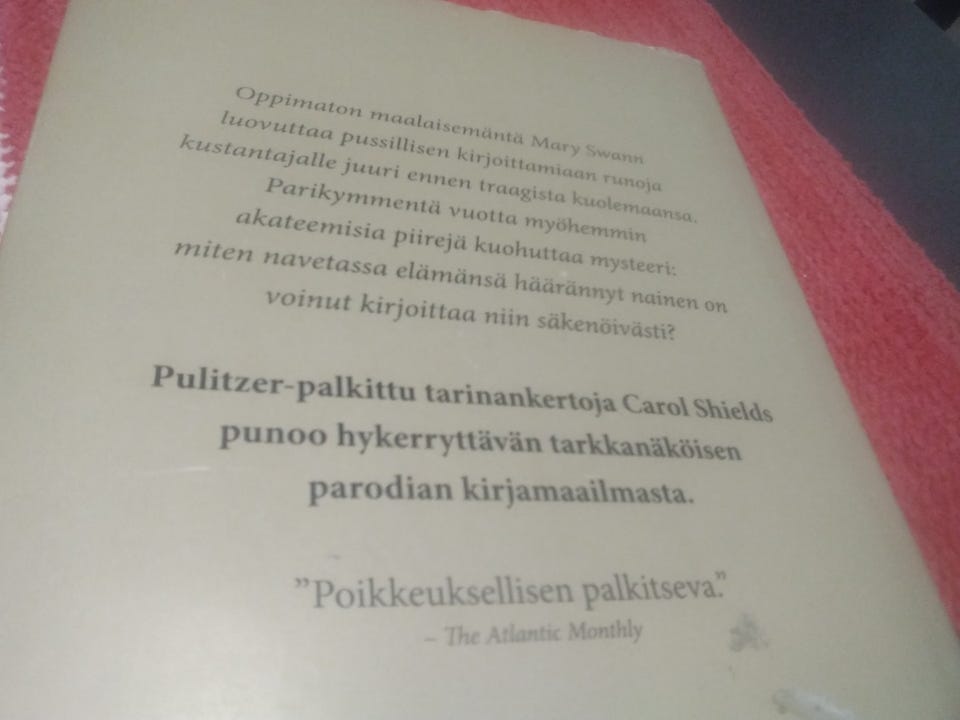 Oppimaton maalaisemäntä Mary Swann
luovuttaa pussillisen kirjoittamiaan runoja
kustantajalle juuri ennen traagista kuolemaansa.
Parikymmentä vuotta myöhemmin
akateemisia piirejä kuohuttaa mysteeri:
miten navetassa elämänsä häärännyt nainen on
voinut kirjoittaa niin säkenöivästi?
Pulitzer-palkittu tarinankertoja Carol Shields
punoo hykerryttävän tarkkanäköisen
parodian kirjamaailmasta.
”Poikkeuksellisen palkitseva.”
– The Atlantic Monthly